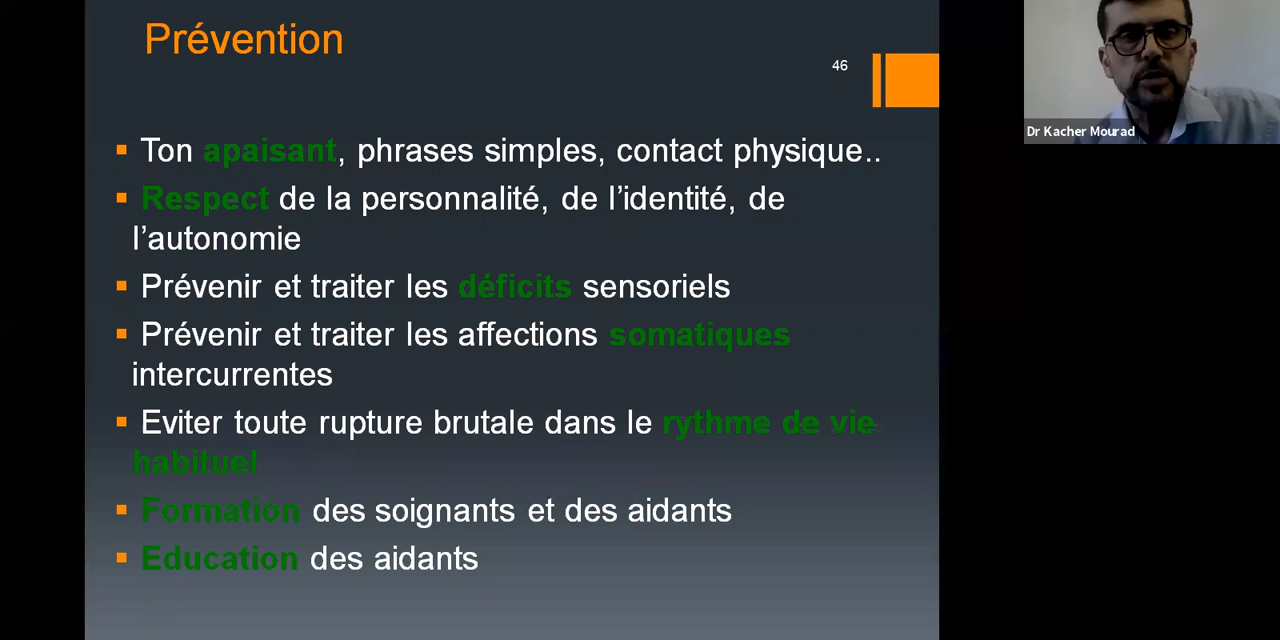 Prévention
46
Ton apaisant, phrases simples, contact physique..
Respect de la personnalité, de l’identité, de
l’autonomie
Prévenir et traiter les déficits sensoriels
Prévenir et traiter les affections somatiques
intercurrentes
Eviter toute rupture brutale dans le rythme de vie
habituel
Formation des soignants et des aidants
Education des aidants
Dr Kacher Mourad